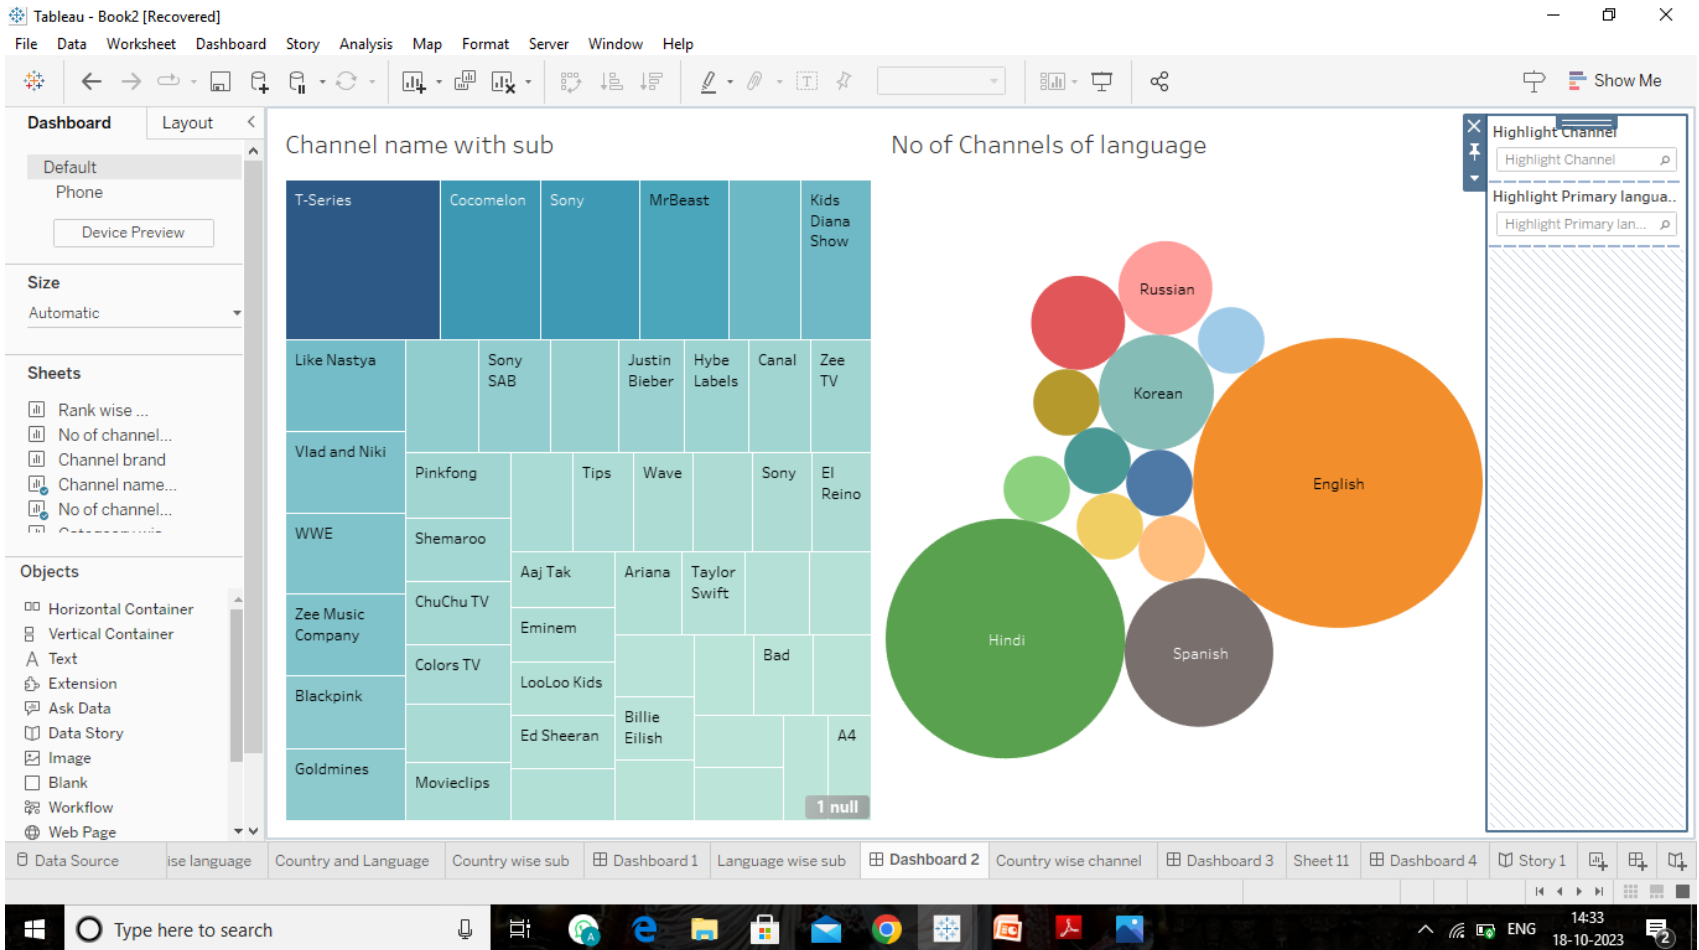 Tableau - Book2 [Recovered]
File Data Worksheet Dashboard Story Analysis Map Format Server Window Help
Show Me
Dashboard Layout
Default
Phone
Device Preview
Size
Automatic
Sheets
Rank wise ...
No of channel...
Channel brand
Channel name...
No of channel...
Objects
Horizontal Container
Vertical Container
Text
Extension
Ask Data
Data Story
Image
Blank
Workflow
Web Page
Channel name with sub
T-Series
Cocomelon
Sony
MrBeast
Kids
Diana
Show
Like Nastya
Sony
SAB
Justin
Bieber
Hybe
Labels
Canal
Zee
TV
Vlad and Niki
Pinkfong
Tips
Wave
Sony
El
Reino
WWE
Shemaroo
Aaj Tak
Ariana
Taylor
Swift
Zee Music
Company
ChuChu TV
Eminem
Colors TV
Bad
Blackpink
LooLoo Kids
Billie
Eilish
Ed Sheeran
A4
Goldmines
Movieclips
1 null
No of Channels of language
Russian
Korean
English
Hindi
Spanish
Highlight Channel
Highlight Channel
Highlight Primary langua..
Highlight Primary lan...
Data Source ise language Country and Language Country wise sub Dashboard 1 Language wise sub Dashboard 2 Country wise channel Dashboard 3 Sheet 11 Dashboard 4 Story 1
Type here to search
ENG
14:33
18-10-2023
2